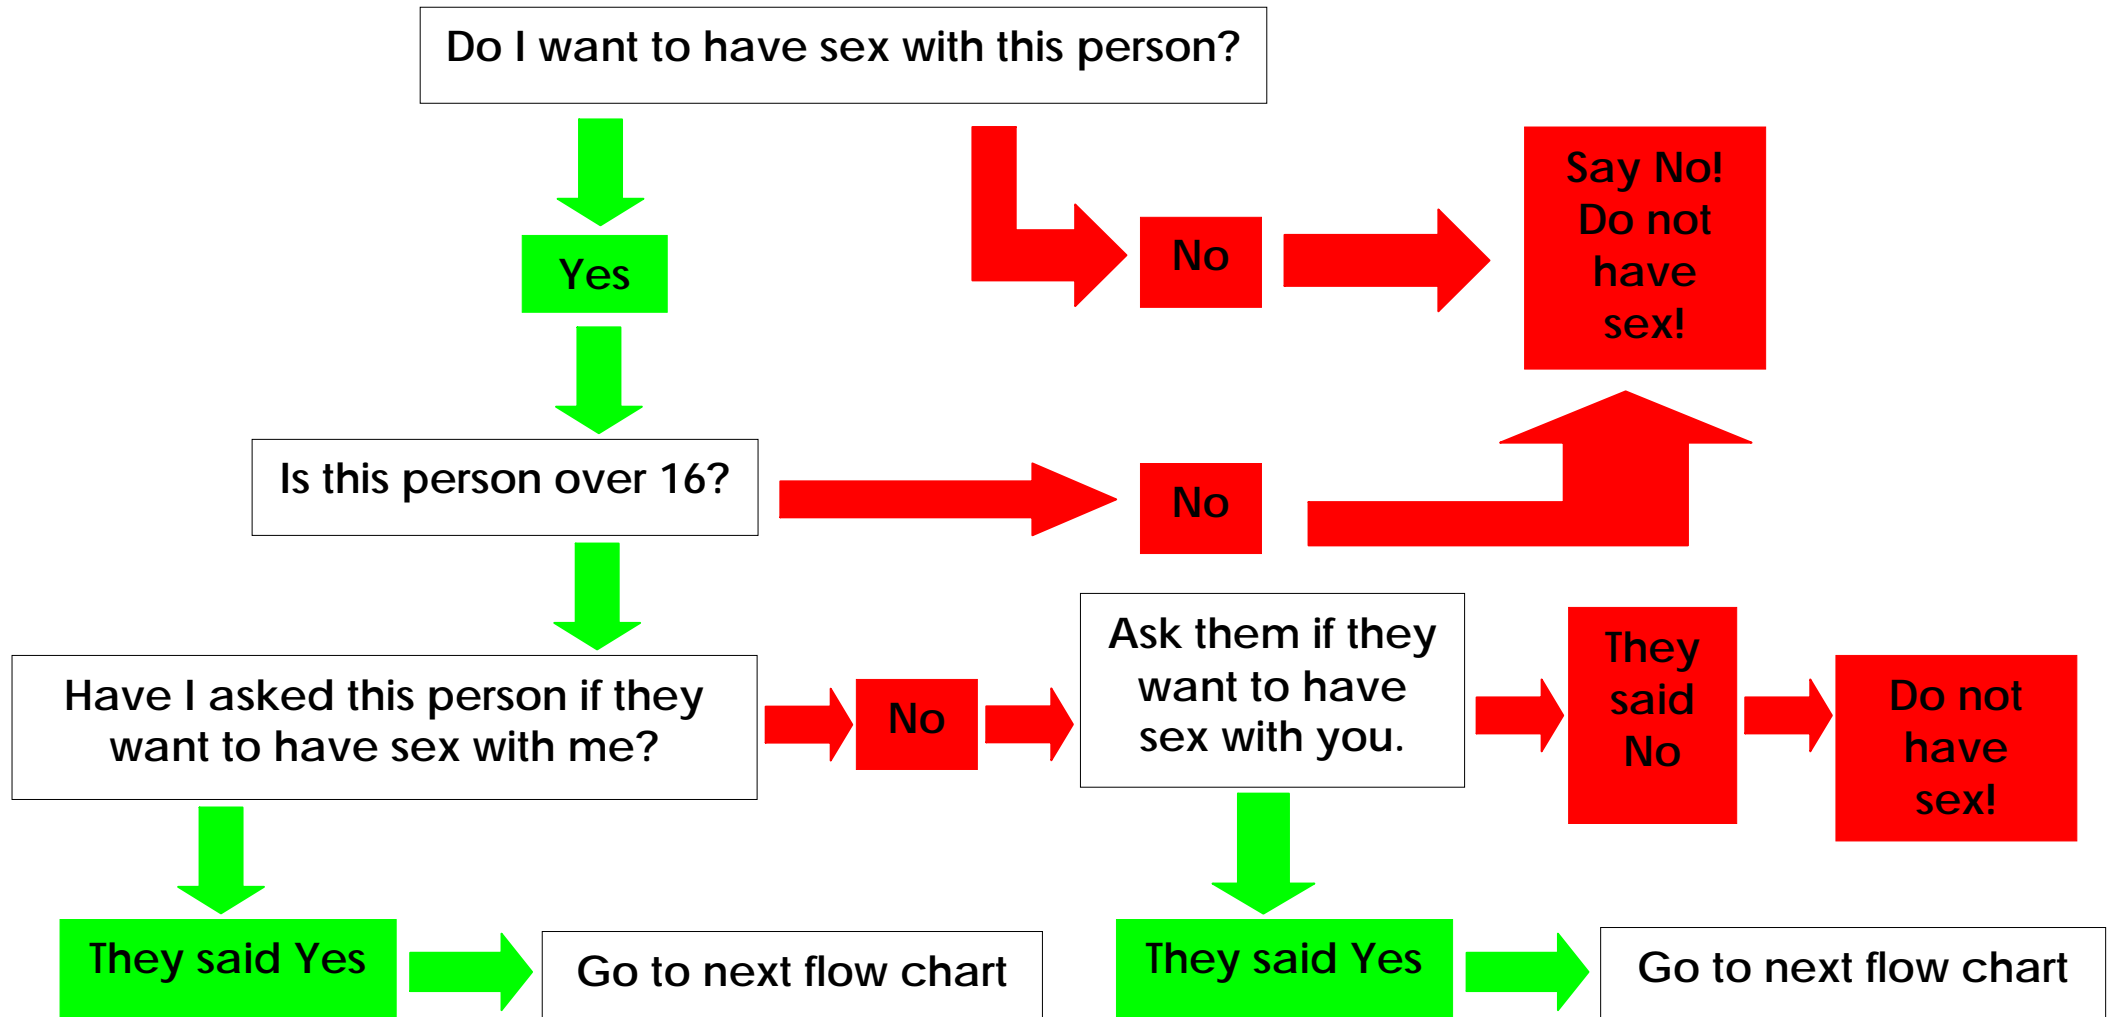 Do I want to have sex with this person?
Yes
No
Say No!
Do not
have
sex!
Is this person over 16?
No
Have I asked this person if they
want to have sex with me?
No
Ask them if they
want to have
sex with you.
They
said
No
Do not
have
sex!
They said Yes
Go to next flow chart
They said Yes
Go to next flow chart